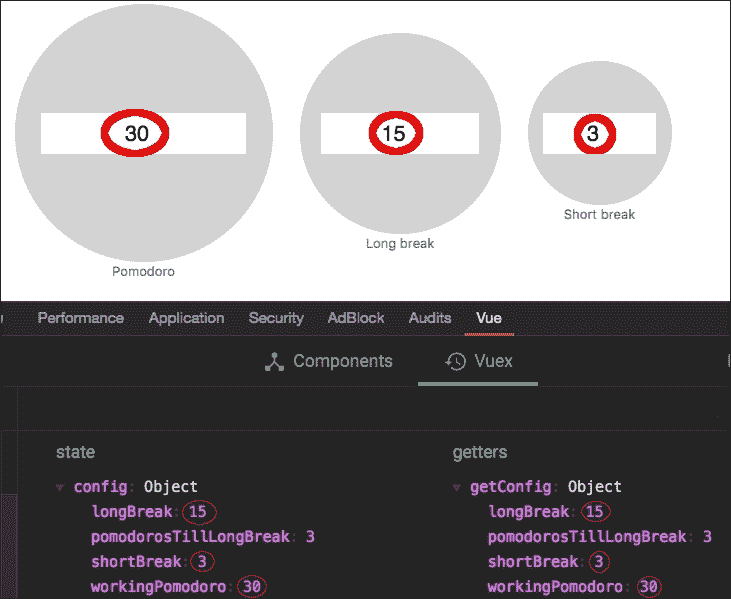 30 15 3
Short break
Long break
Pomodoro
Performance Application Security AdBlock Audits Vue
Components Vuex
state getters
config: Object getConfig: Object
longBreak: 15 longBreak: 15
pomodorosTillLongBreak: 3 pomodorosTillLongBreak: 3
shortBreak: 3 shortBreak: 3
workingPomodoro: 30 workingPomodoro: 30